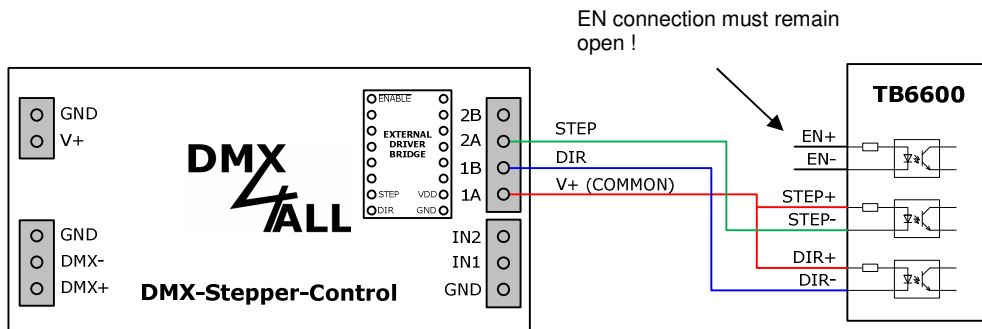 EN connection must remain
open !
GND
V+
GND
DMX-
DMX+
DMX
4
ALL
DMX-Stepper-Control
ENABLE
EXTERNAL
DRIVER
BRIDGE
STEP
VDD
DIR
GND
2B
2A
1B
1A
IN2
IN1
GND
STEP
DIR
V+ (COMMON)
TB6600
EN+
EN-
STEP+
STEP-
DIR+
DIR-